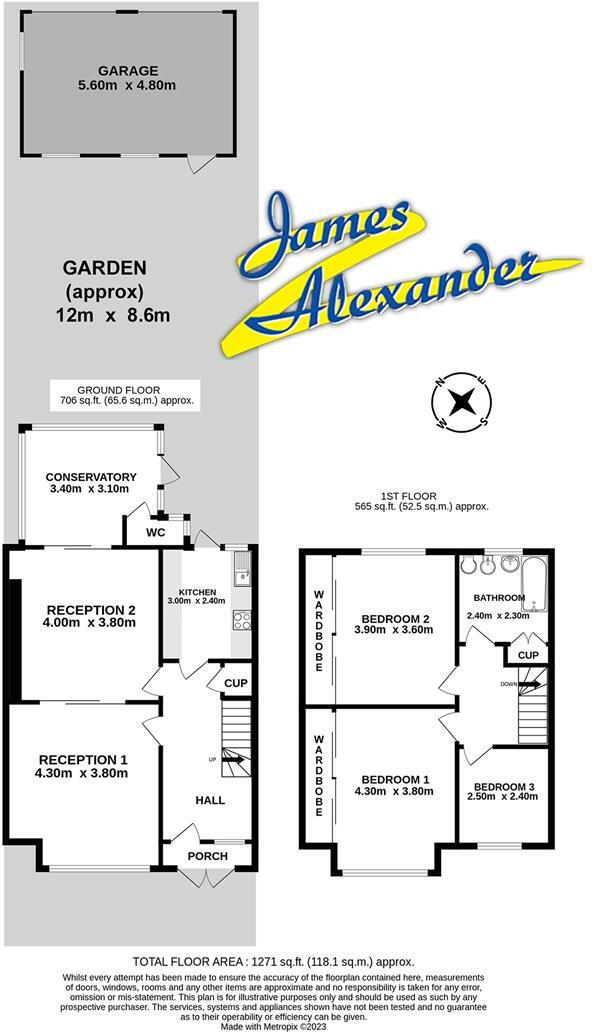 GARAGE
5.60m x 4.80m
James
Alexander
GARDEN
(approx)
12m x 8.6m
GROUND FLOOR
706 sq.ft. (65.6 sq.m.) approx.
N
E
S
W
CONSERVATORY
3.40m x 3.10m
WC
KITCHEN
3.00m x 2.40m
RECEPTION 2
4.00m x 3.80m
CUP
RECEPTION 1
4.30m x 3.80m
UP
HALL
PORCH
1ST FLOOR
565 sq.ft. (52.5 sq.m.) approx.
WARDBOBE
BEDROOM 2
3.90m x 3.60m
BATHROOM
2.40m x 2.30m
CUP
DOWN
WARDBOBE
BEDROOM 1
4.30m x 3.80m
BEDROOM 3
2.50m x 2.40m
TOTAL FLOOR AREA : 1271 sq.ft. (118.1 sq.m.) approx.
Whilst every attempt has been made to ensure the accuracy of the floorplan contained here, measurements
of doors, windows, rooms and any other items are approximate and no responsibility is taken for any error,
omission or mis-statement. This plan is for illustrative purposes only and should be used as such by any
prospective purchaser. The services, systems and appliances shown have not been tested and no guarantee
as to their operability or efficiency can be given.
Made with Metropix ©2023